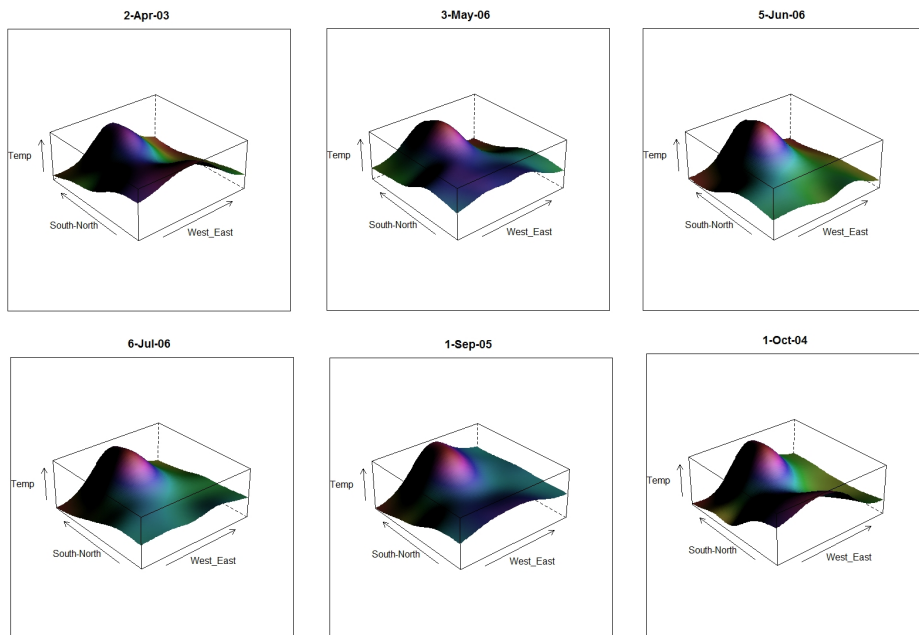 2-Apr-03
3-May-06
5-Jun-06
Temp
South-North
West_East
Temp
South-North
West_East
Temp
South-North
West_East
6-Jul-06
1-Sep-05
1-Oct-04
Temp
South-North
West_East
Temp
South-North
West_East
Temp
South-North
West_East